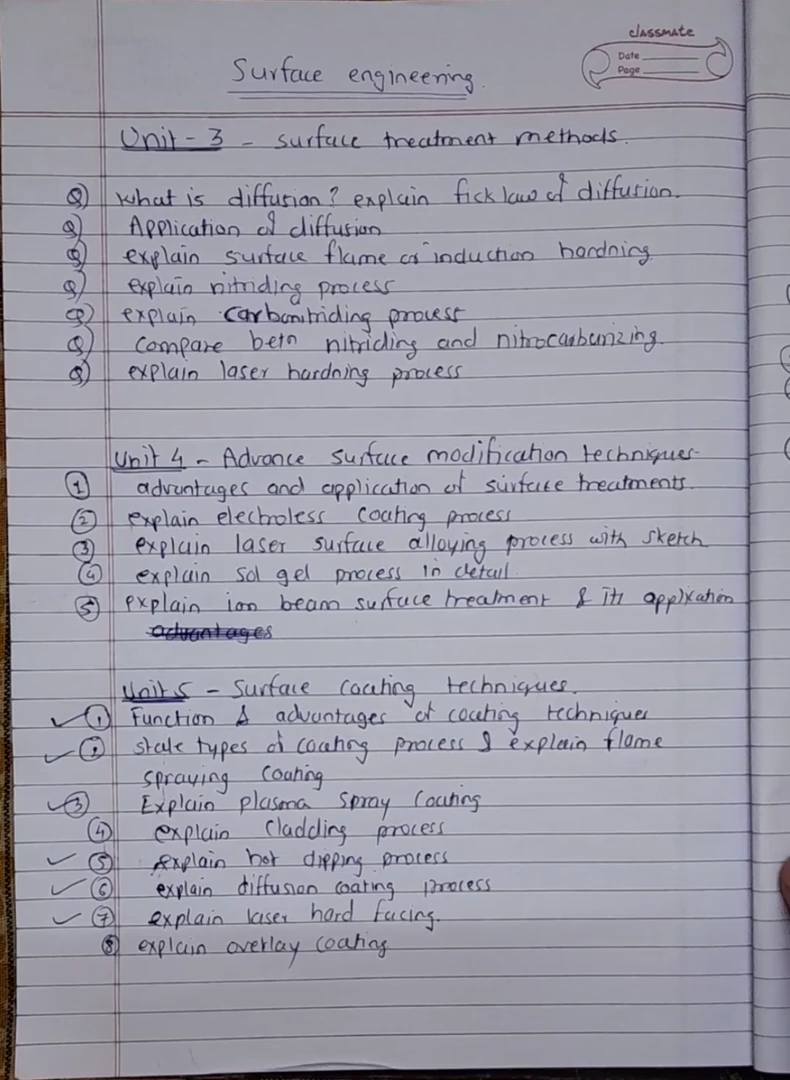 classmate
Date
Page
Surface engineering.
Unit - 3 - surface treatment methods.
Q) what is diffusion? explain fick law of diffusion.
Q) Application of diffusion
Q) explain surface flame or induction hardning
Q) explain nitriding process
Q) explain carbonitriding process
Q) compare betn nitriding and nitrocarburizing.
Q) explain laser hardning process
Unit 4 - Advance surface modification techniques-
1 advantages and application of surface treatments.
2 explain electroless coating process
3 explain laser surface alloying process with sketch
4 explain sol gel process in detail.
5 explain ion beam surface treatment & its application
advantages
Unit 5 - Surface coating techniques.
✓ 1 Function & advantages of coating techniques
✓ 2 state types of coating process & explain flame
spraying coating
✓ 3 Explain plasma spray coating
4 explain cladding process
✓ 5 explain hot dipping process
✓ 6 explain diffusion coating process
✓ 7 explain laser hard facing.
8 explain overlay coating